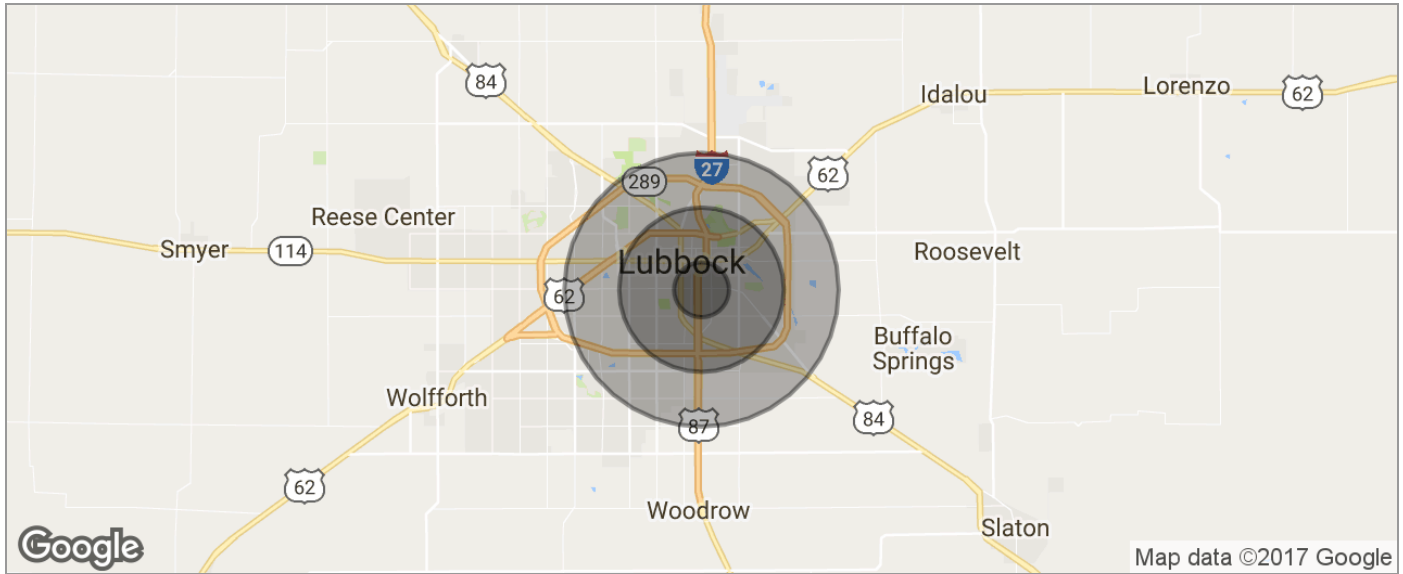 84
Idalou
Lorenzo
62
27
62
289
Reese Center
Smyer
114
Roosevelt
Lubbock
62
Buffalo
Springs
Wolfforth
87
84
62
Woodrow
Slaton
Google
Map data ©2017 Google